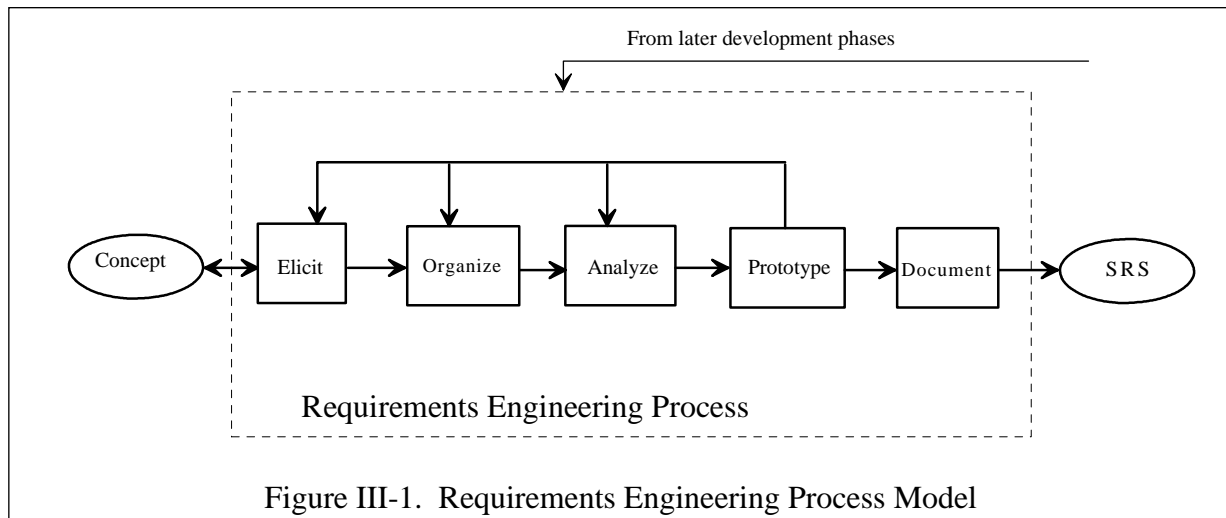 From later development phases
Concept
Elicit
Organize
Analyze
Prototype
Document
SRS
Requirements Engineering Process
Figure III-1. Requirements Engineering Process Model